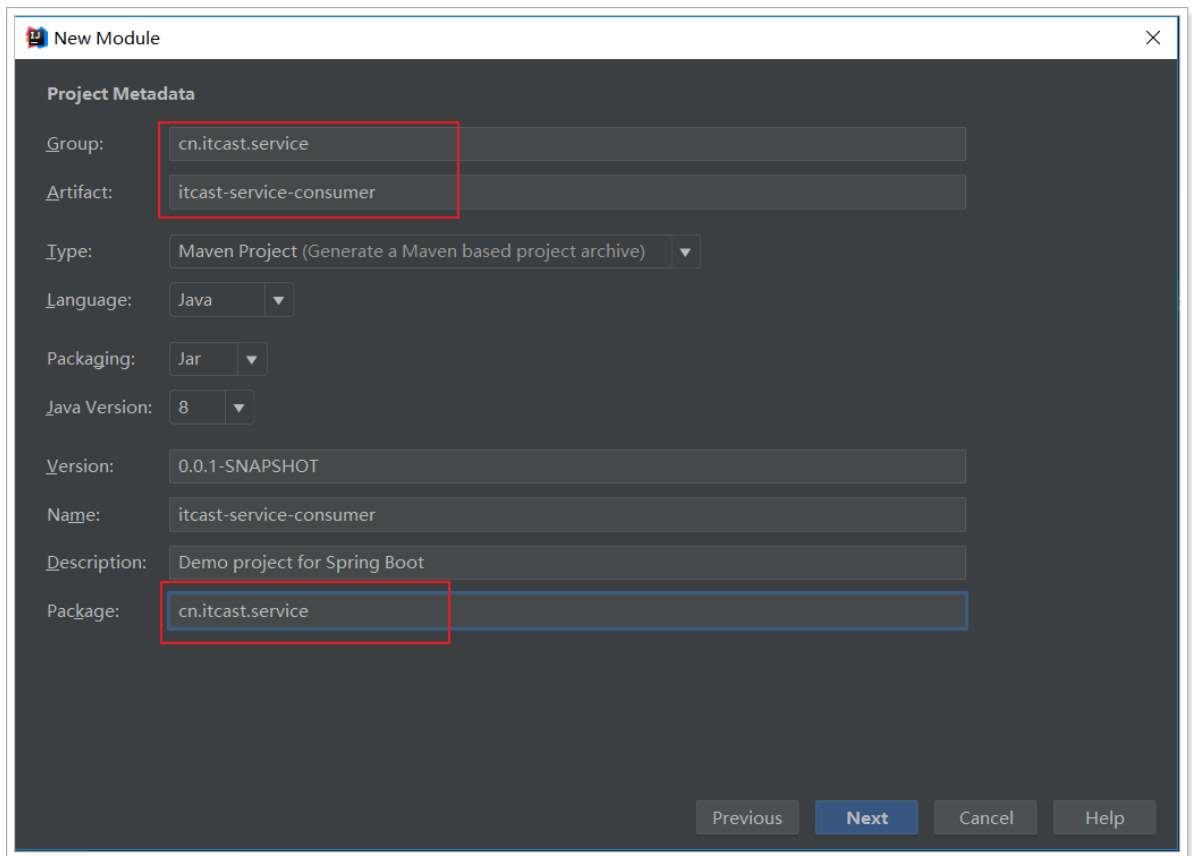 New Module
Project Metadata
Group: cn.itcast.service
Artifact: itcast-service-consumer
Type: Maven Project (Generate a Maven based project archive)
Language: Java
Packaging: Jar
Java Version: 8
Version: 0.0.1-SNAPSHOT
Name: itcast-service-consumer
Description: Demo project for Spring Boot
Package: cn.itcast.service
Previous Next Cancel Help